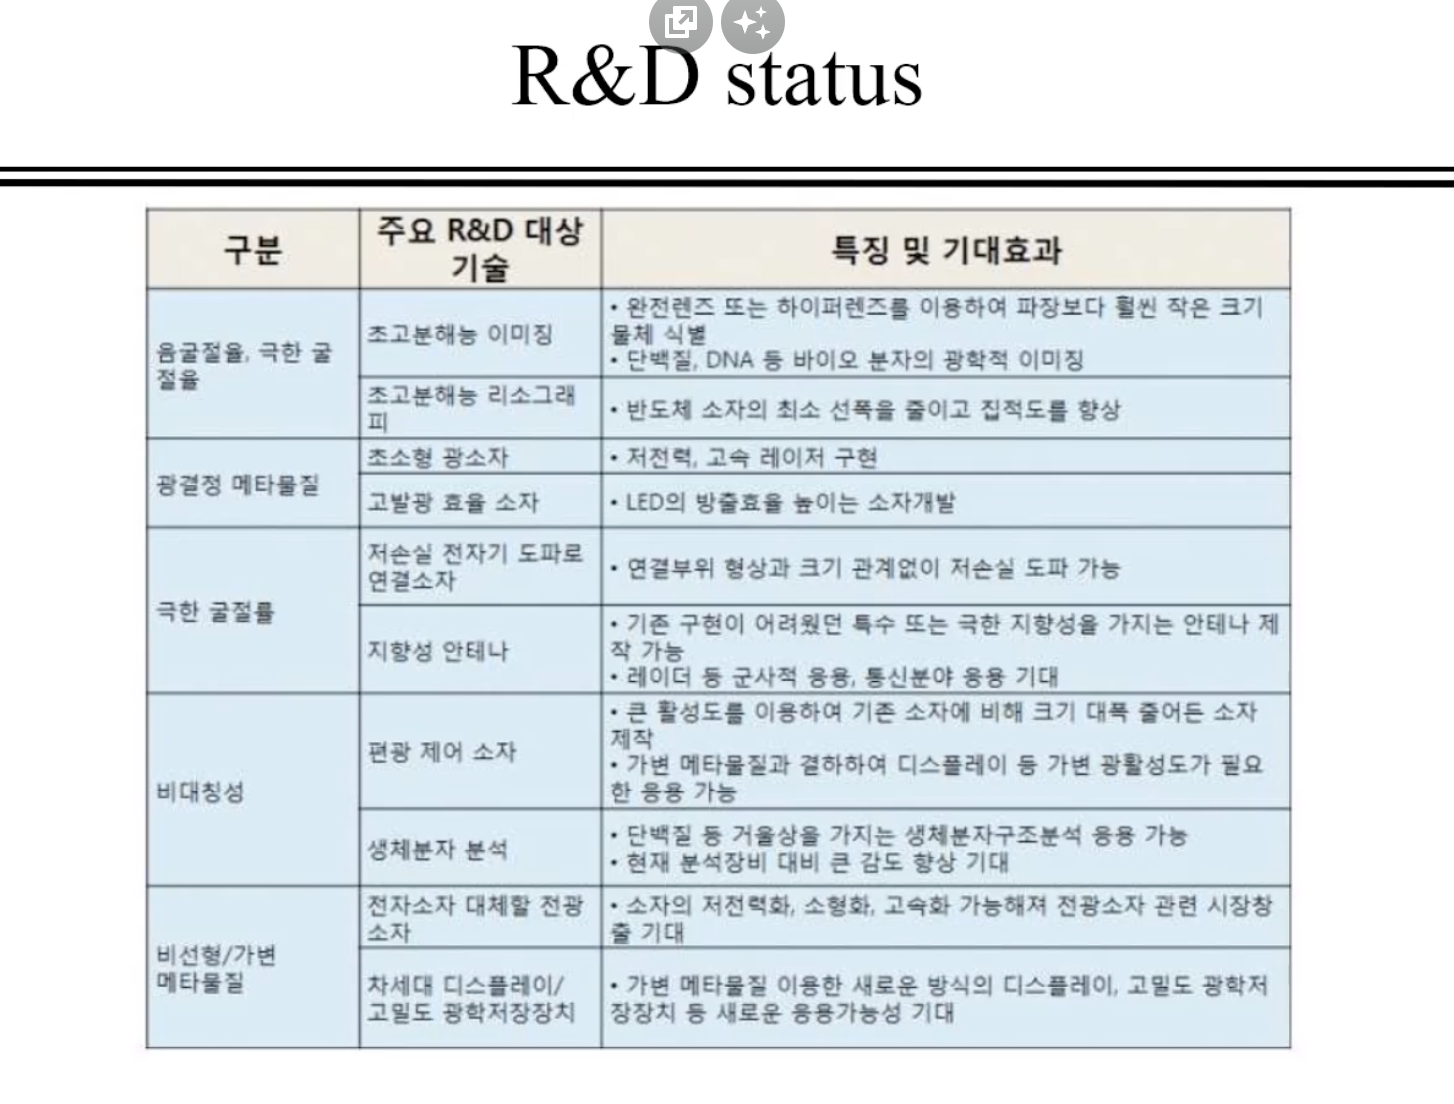 R&D status
구분
주요 R&D 대상
기술
특징 및 기대효과
음굴절율, 극한 굴
절율
초고분해능 이미징
• 완전렌즈 또는 하이퍼렌즈를 이용하여 파장보다 훨씬 작은 크기
물체 식별
• 단백질, DNA 등 바이오 분자의 광학적 이미징
초고분해능 리소그래
피
• 반도체 소자의 최소 선폭을 줄이고 집적도를 향상
광결정 메타물질
초소형 광소자
• 저전력, 고속 레이저 구현
고발광 효율 소자
• LED의 방출효율 높이는 소자개발
극한 굴절률
저손실 전자기 도파로
연결소자
• 연결부위 형상과 크기 관계없이 저손실 도파 가능
지향성 안테나
• 기존 구현이 어려웠던 특수 또는 극한 지향성을 가지는 안테나 제
작 가능
• 레이더 등 군사적 응용, 통신분야 응용 기대
비대칭성
편광 제어 소자
• 큰 활성도를 이용하여 기존 소자에 비해 크기 대폭 줄어든 소자
제작
• 가변 메타물질과 결하하여 디스플레이 등 가변 광활성도가 필요
한 응용 가능
생체분자 분석
• 단백질 등 거울상을 가지는 생체분자구조분석 응용 가능
• 현재 분석장비 대비 큰 감도 향상 기대
비선형/가변
메타물질
전자소자 대체할 전광
소자
• 소자의 저전력화, 소형화, 고속화 가능해져 전광소자 관련 시장창
출 기대
차세대 디스플레이/
고밀도 광학저장장치
• 가변 메타물질 이용한 새로운 방식의 디스플레이, 고밀도 광학저
장장치 등 새로운 응용가능성 기대